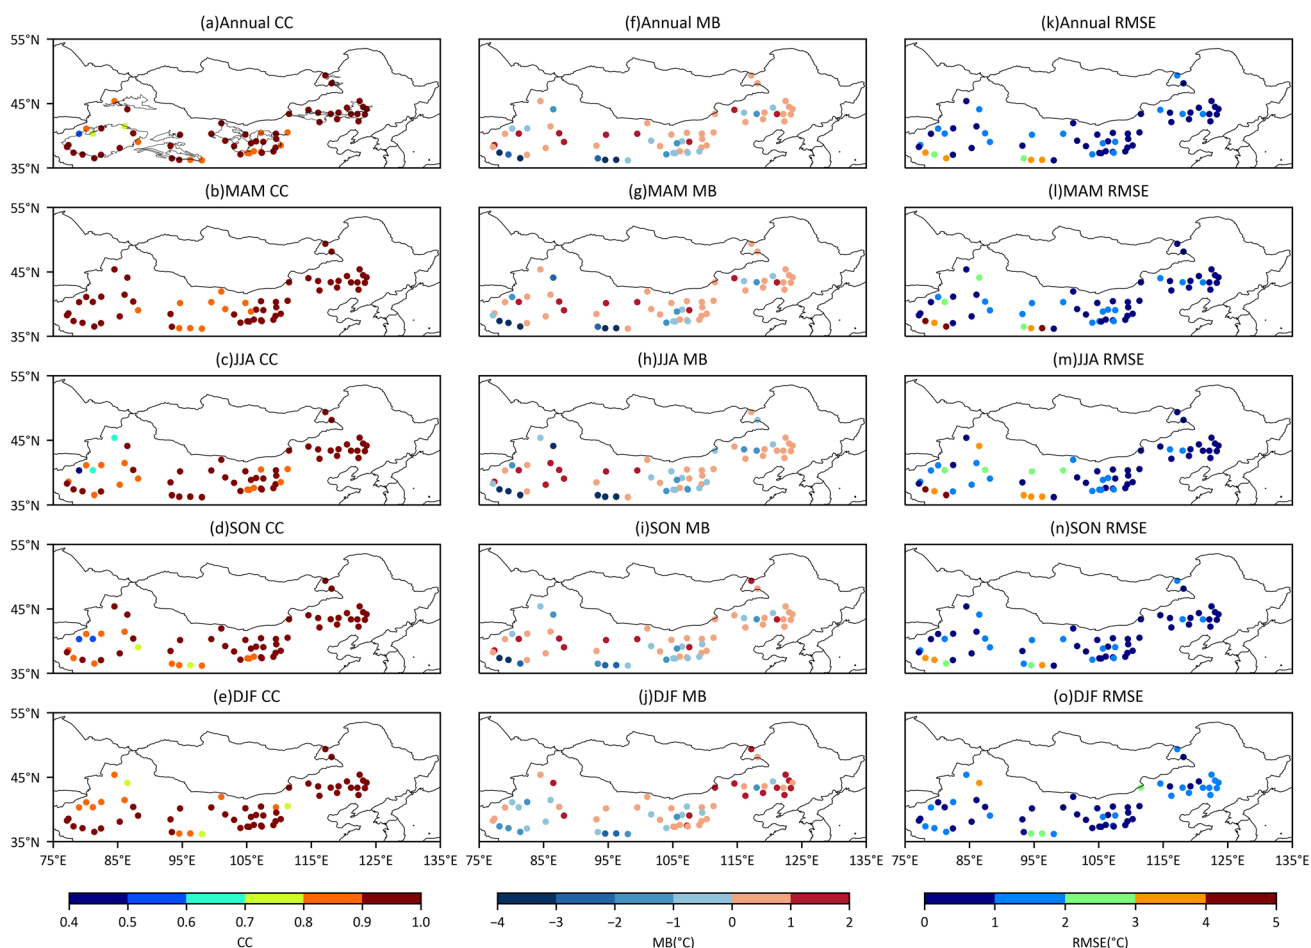 (a)Annual CC
(f)Annual MB
(k)Annual RMSE
55°N
45°N
35°N
(b)MAM CC
(g)MAM MB
(l)MAM RMSE
55°N
45°N
35°N
(c)JJA CC
(h)JJA MB
(m)JJA RMSE
55°N
45°N
35°N
(d)SON CC
(i)SON MB
(n)SON RMSE
55°N
45°N
35°N
(e)DJF CC
(j)DJF MB
(o)DJF RMSE
55°N
45°N
35°N
75°E 85°E 95°E 105°E 115°E 125°E 135°E
75°E 85°E 95°E 105°E 115°E 125°E 135°E
75°E 85°E 95°E 105°E 115°E 125°E 135°E
0.4 0.5 0.6 0.7 0.8 0.9 1.0
CC
−4 −3 −2 −1 0 1 2
MB(°C)
0 1 2 3 4 5
RMSE(°C)